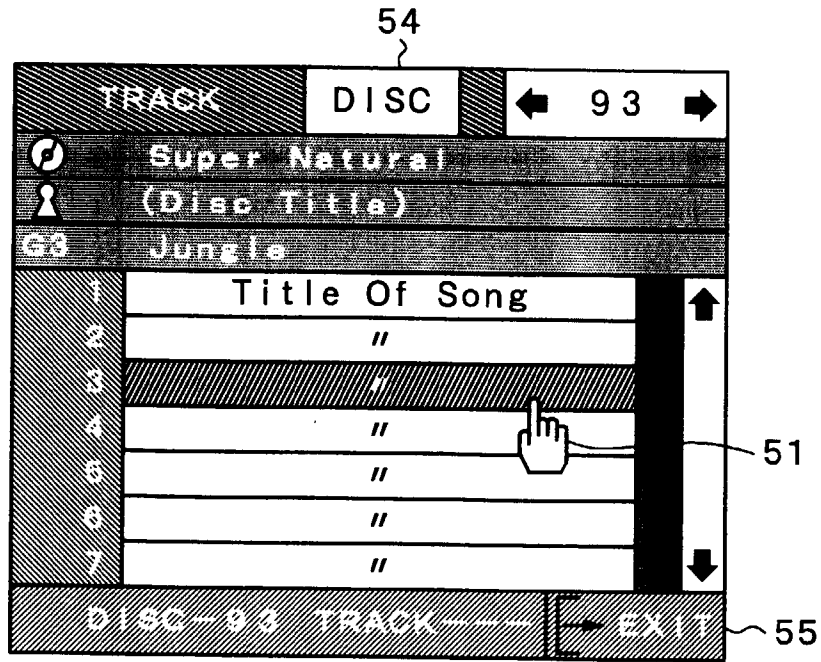 54
TRACK DISC ← 93 →
Super Natural
(Disc Title)
G3 Jungle
1 Title Of Song
2 〃
3 〃
4 〃
5 〃
6 〃
7 〃
51
DISC-93 TRACK--- → EXIT
55